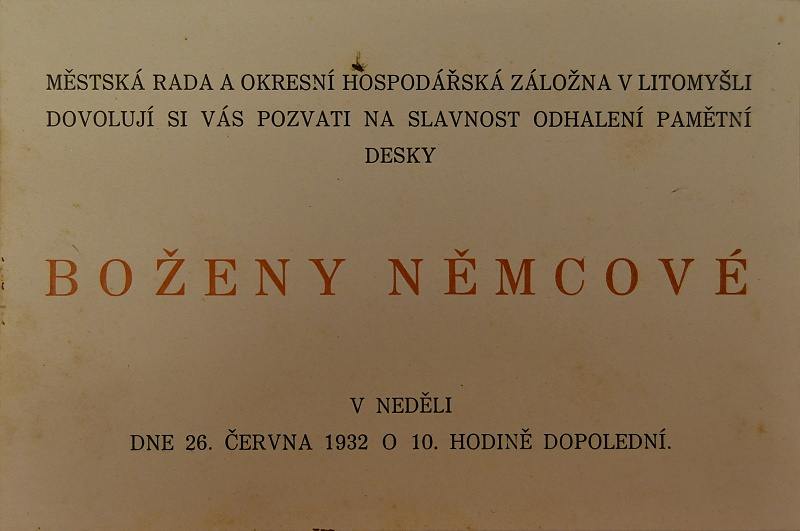 MĚSTSKÁ RADA A OKRESNÍ HOSPODÁŘSKÁ ZÁLOŽNA V LITOMYŠLI
DOVOLUJÍ SI VÁS POZVATI NA SLAVNOST ODHALENÍ PAMĚTNÍ
DESKY
BOŽENY NĚMCOVÉ
V NEDĚLI
DNE 26. ČERVNA 1932 O 10. HODINĚ DOPOLEDNÍ.